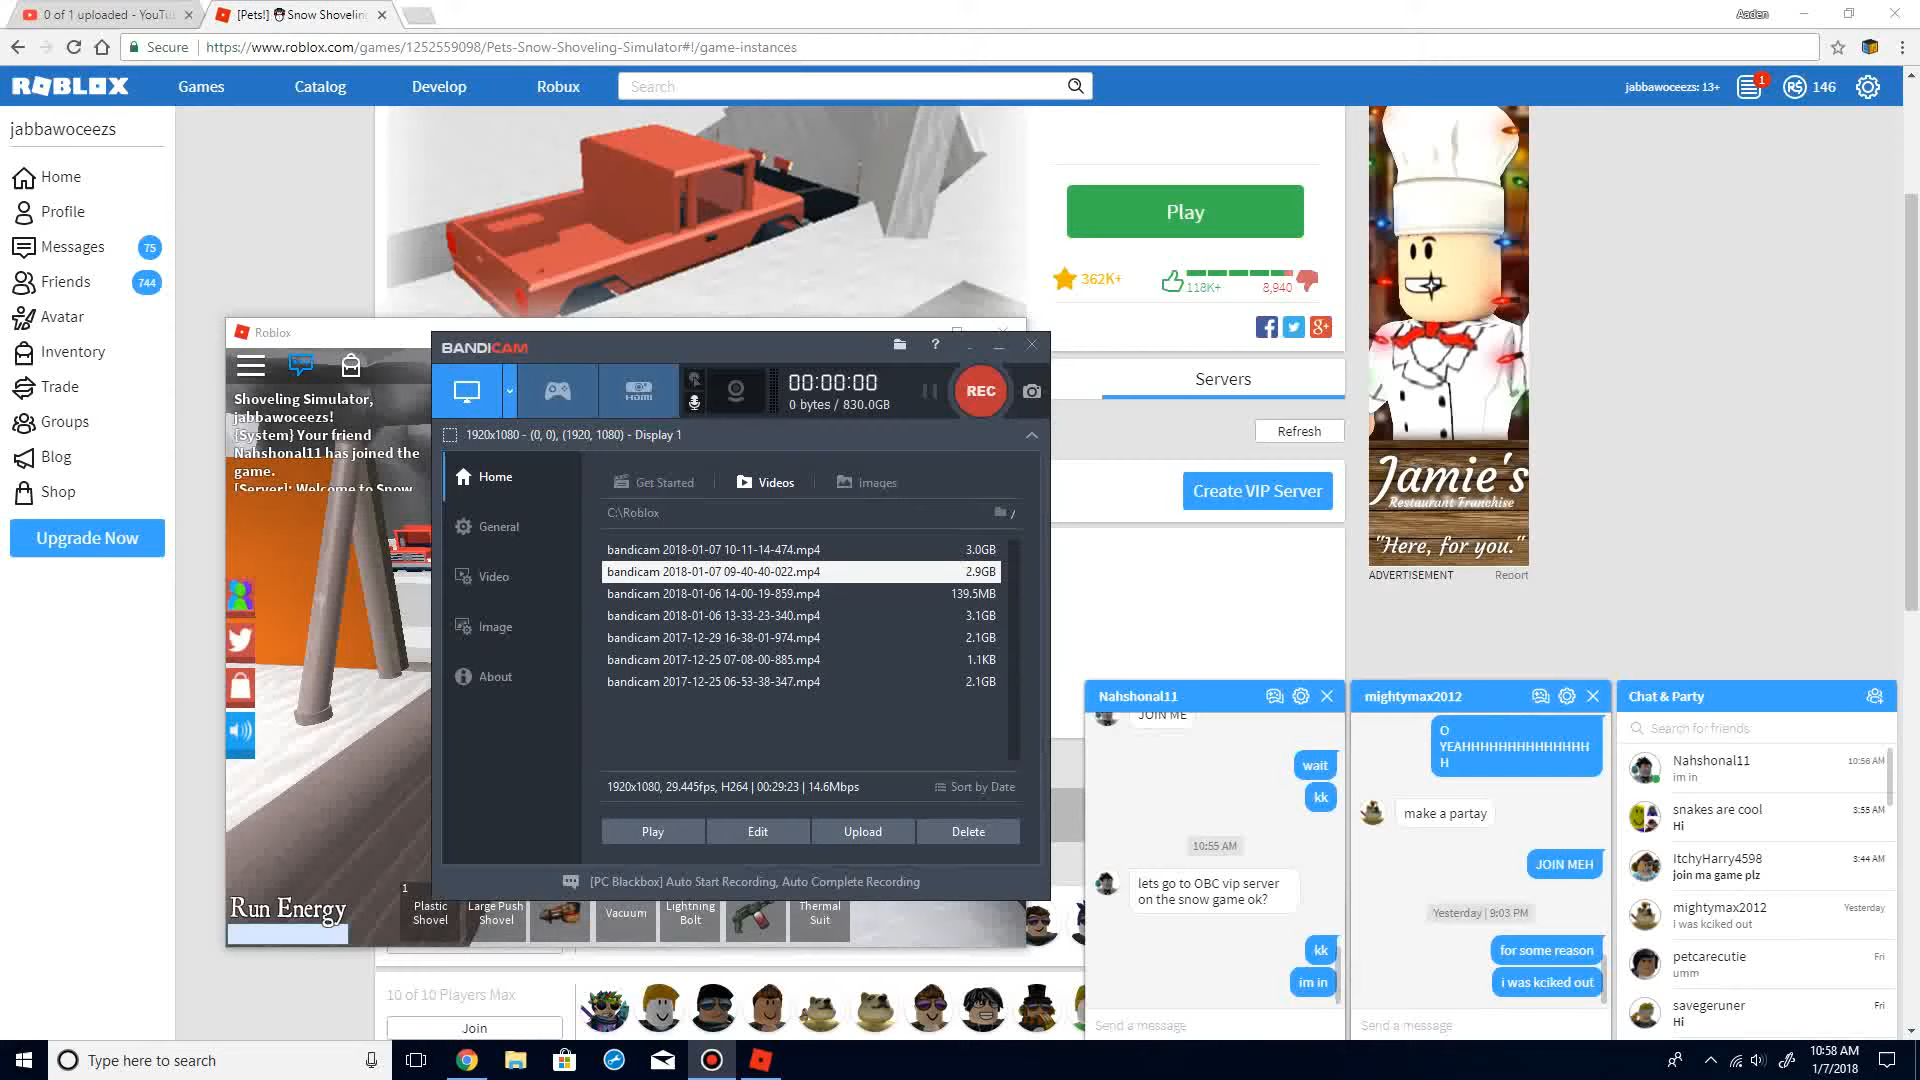 0 of 1 uploaded - YouTu
[Pets!] Snow Shoveling
Aaden
Secure
https://www.roblox.com/games/1252559098/Pets-Snow-Shoveling-Simulator#!/game-instances
ROBLOX
Games
Catalog
Develop
Robux
Search
jabbawoceezs: 13+
1
R$ 146
jabbawoceezs
Home
Profile
Messages 75
Friends 744
Avatar
Inventory
Trade
Groups
Blog
Shop
Upgrade Now
Play
362K+
118K+
8,940
Servers
Refresh
Create VIP Server
Jamie's
Restaurant Franchise
"Here, for you."
ADVERTISEMENT
Report
Roblox
Shoveling Simulator,
jabbawoceezs!
{System} Your friend
Nahshonal11 has joined the
game.
[Server]: Welcome to Snow
Run Energy
1
Plastic
Shovel
Large Push
Shovel
Vacuum
Lightning
Bolt
Thermal
Suit
BANDICAM
?
HDMI
00:00:00
0 bytes / 830.0GB
REC
1920x1080 - (0, 0), (1920, 1080) - Display 1
Home
General
Video
Image
About
Get Started
Videos
Images
C:\Roblox
bandicam 2018-01-07 10-11-14-474.mp4 3.0GB
bandicam 2018-01-07 09-40-40-022.mp4 2.9GB
bandicam 2018-01-06 14-00-19-859.mp4 139.5MB
bandicam 2018-01-06 13-33-23-340.mp4 3.1GB
bandicam 2017-12-29 16-38-01-974.mp4 2.1GB
bandicam 2017-12-25 07-08-00-885.mp4 1.1KB
bandicam 2017-12-25 06-53-38-347.mp4 2.1GB
1920x1080, 29.445fps, H264 | 00:29:23 | 14.6Mbps
Sort by Date
Play
Edit
Upload
Delete
[PC Blackbox] Auto Start Recording, Auto Complete Recording
10 of 10 Players Max
Join
Nahshonal11
JOIN ME
wait
kk
10:55 AM
lets go to OBC vip server
on the snow game ok?
kk
im in
Send a message
mightymax2012
O
YEAHHHHHHHHHHHHHH
H
make a partay
JOIN MEH
Yesterday | 9:03 PM
for some reason
i was kciked out
Send a message
Chat & Party
Search for friends
Nahshonal11 10:56 AM
im in
snakes are cool 3:55 AM
Hi
ItchyHarry4598 3:44 AM
join ma game plz
mightymax2012 Yesterday
i was kciked out
petcarecutie Fri
umm
savegeruner Fri
Hi
Type here to search
10:58 AM
1/7/2018